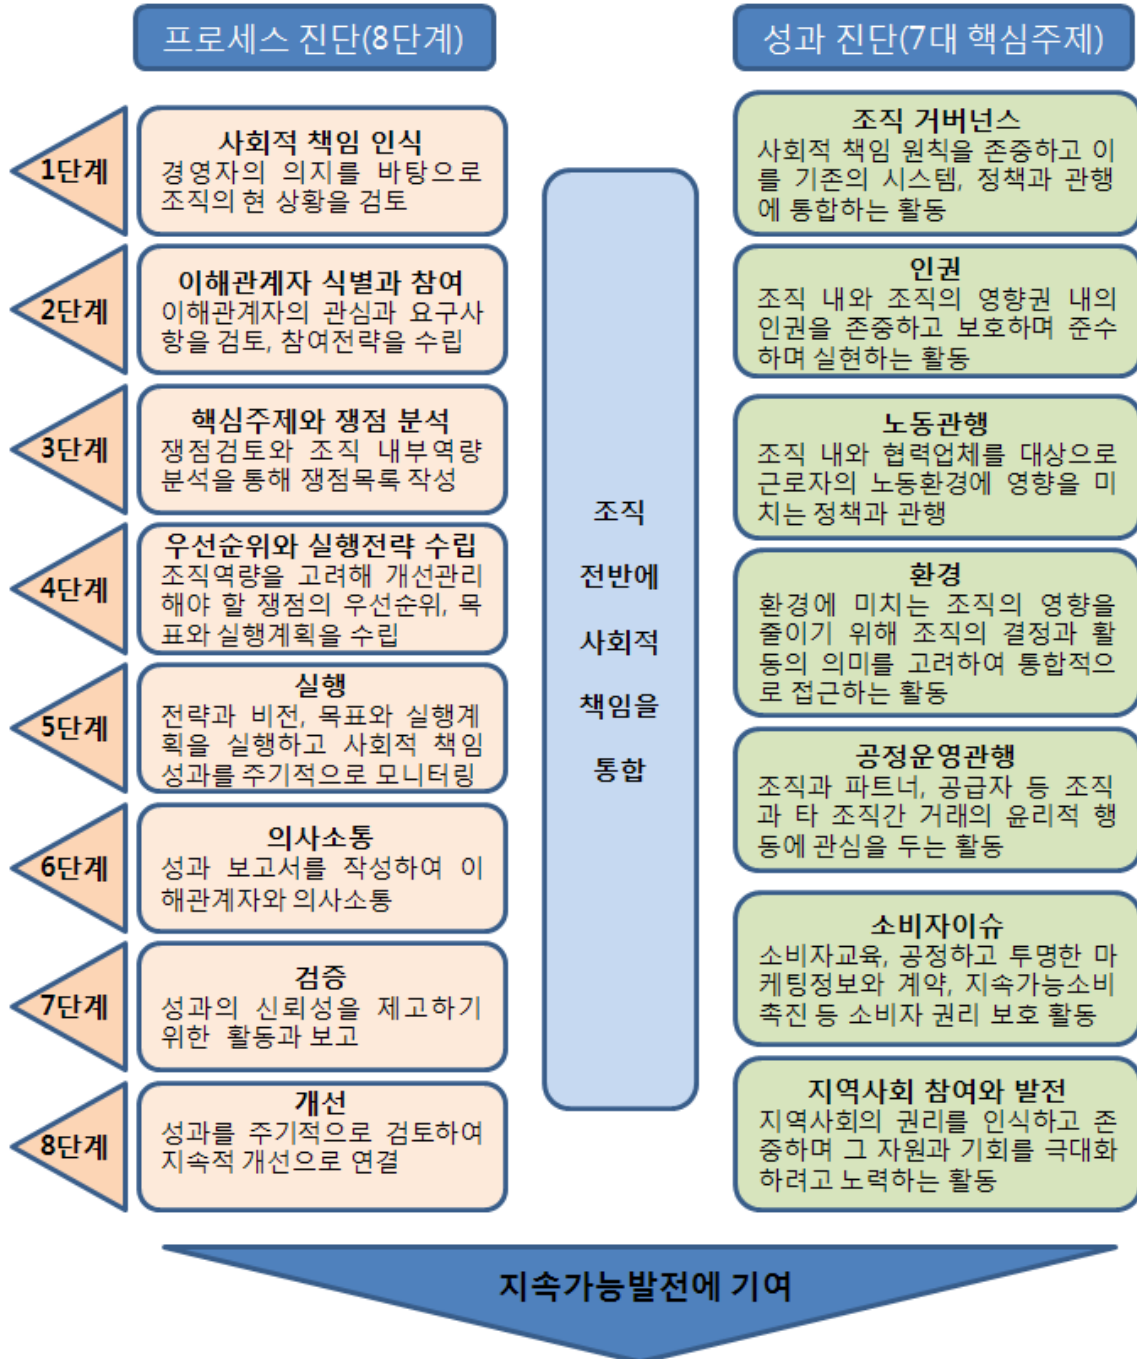 프로세스 진단(8단계)
1단계
사회적 책임 인식
경영자의 의지를 바탕으로
조직의 현 상황을 검토
2단계
이해관계자 식별과 참여
이해관계자의 관심과 요구사
항을 검토, 참여전략을 수립
3단계
핵심주제와 쟁점 분석
쟁점검토와 조직 내부역량
분석을 통해 쟁점목록 작성
4단계
우선순위와 실행전략 수립
조직역량을 고려해 개선관리
해야 할 쟁점의 우선순위, 목
표와 실행계획을 수립
5단계
실행
전략과 비전, 목표와 실행계
획을 실행하고 사회적 책임
성과를 주기적으로 모니터링
6단계
의사소통
성과 보고서를 작성하여 이
해관계자와 의사소통
7단계
검증
성과의 신뢰성을 제고하기
위한 활동과 보고
8단계
개선
성과를 주기적으로 검토하여
지속적 개선으로 연결
조직
전반에
사회적
책임을
통합
성과 진단(7대 핵심주제)
조직 거버넌스
사회적 책임 원칙을 존중하고 이
를 기존의 시스템, 정책과 관행
에 통합하는 활동
인권
조직 내와 조직의 영향권 내의
인권을 존중하고 보호하며 준수
하며 실현하는 활동
노동관행
조직 내와 협력업체를 대상으로
근로자의 노동환경에 영향을 미
치는 정책과 관행
환경
환경에 미치는 조직의 영향을
줄이기 위해 조직의 결정과 활
동의 의미를 고려하여 통합적으
로 접근하는 활동
공정운영관행
조직과 파트너, 공급자 등 조직
과 타 조직간 거래의 윤리적 행
동에 관심을 두는 활동
소비자이슈
소비자교육, 공정하고 투명한 마
케팅정보와 계약, 지속가능소비
촉진 등 소비자 권리 보호 활동
지역사회 참여와 발전
지역사회의 권리를 인식하고 존
중하며 그 자원과 기회를 극대화
하려고 노력하는 활동
지속가능발전에 기여